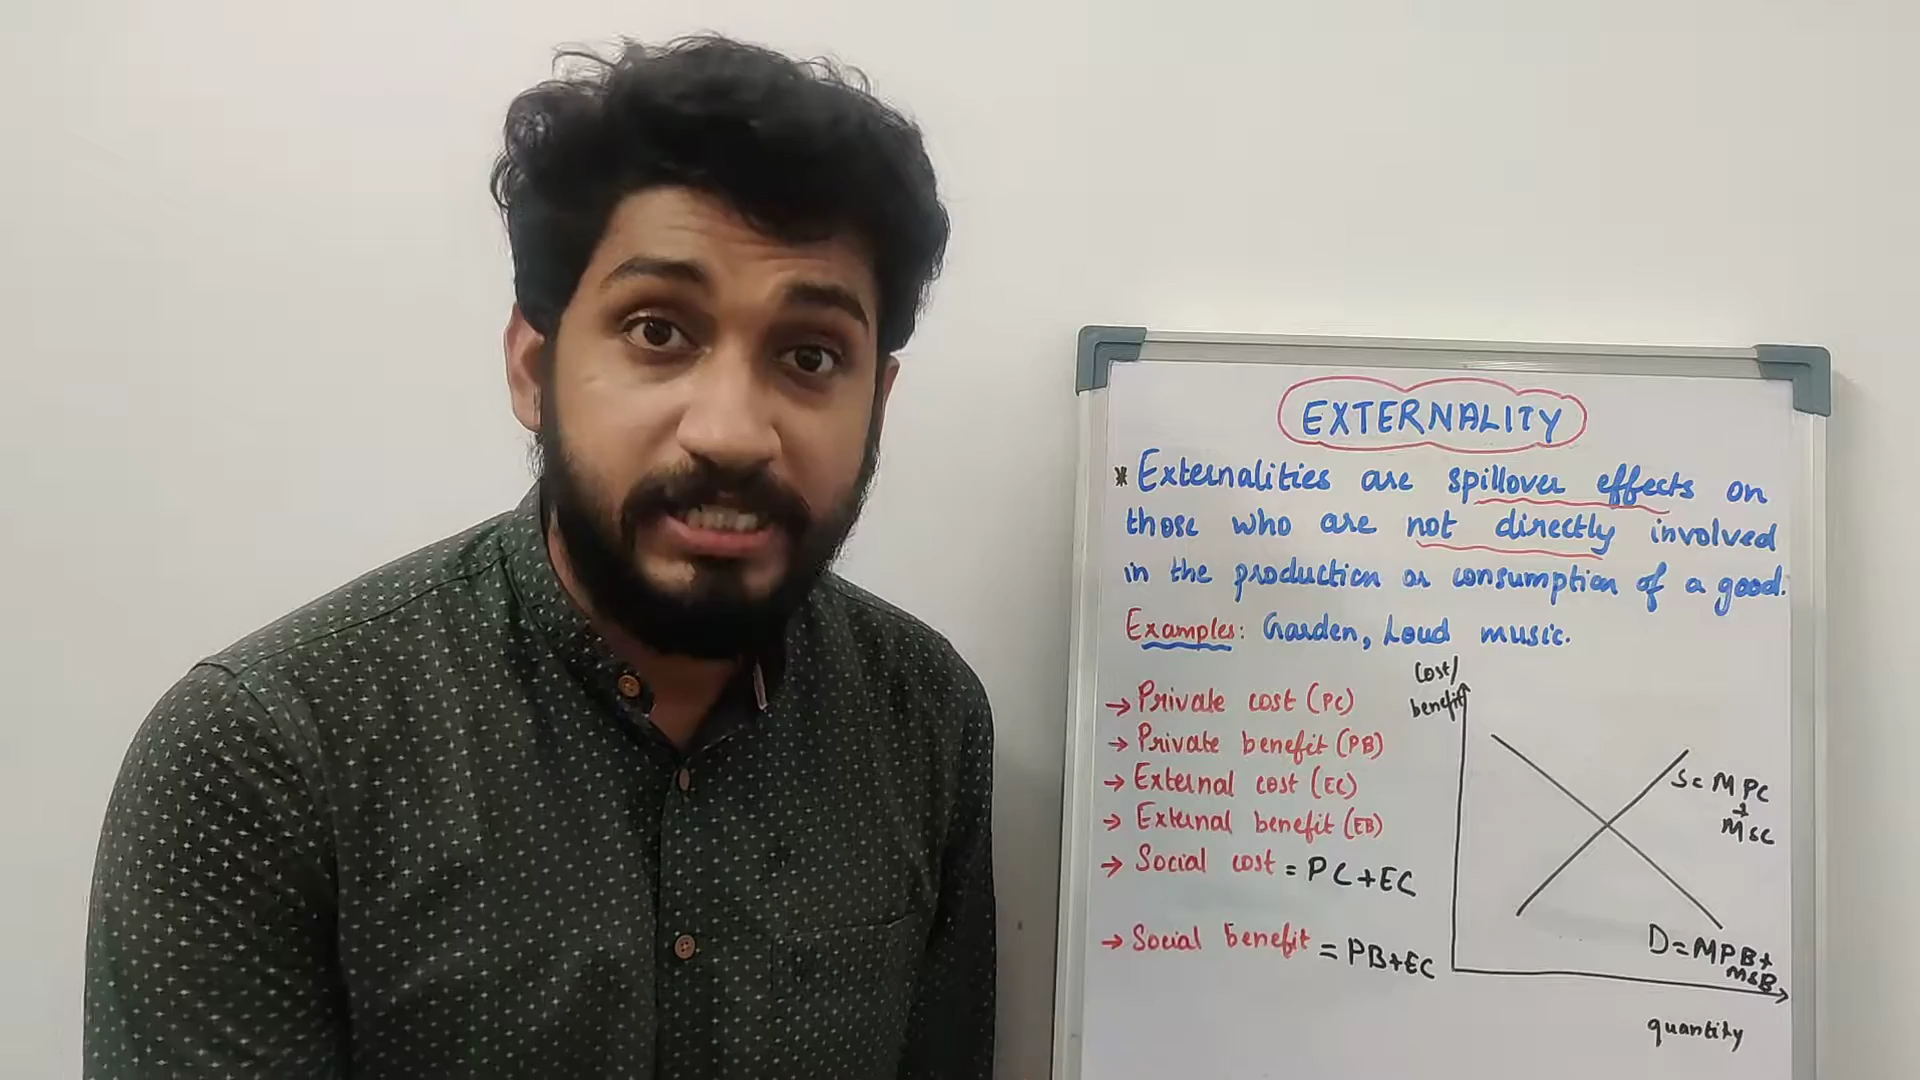 EXTERNALITY
* Externalities are spillover effects on
those who are not directly involved
in the production or consumption of a good.
Examples: Garden, Loud music.
→ Private cost (PC)
→ Private benefit (PB)
→ External cost (EC)
→ External benefit (EB)
→ Social cost = PC+EC
→ Social benefit = PB+EC
Cost/
benefit
S = MPC
+
MSC
D = MPB+
MSB
quantity